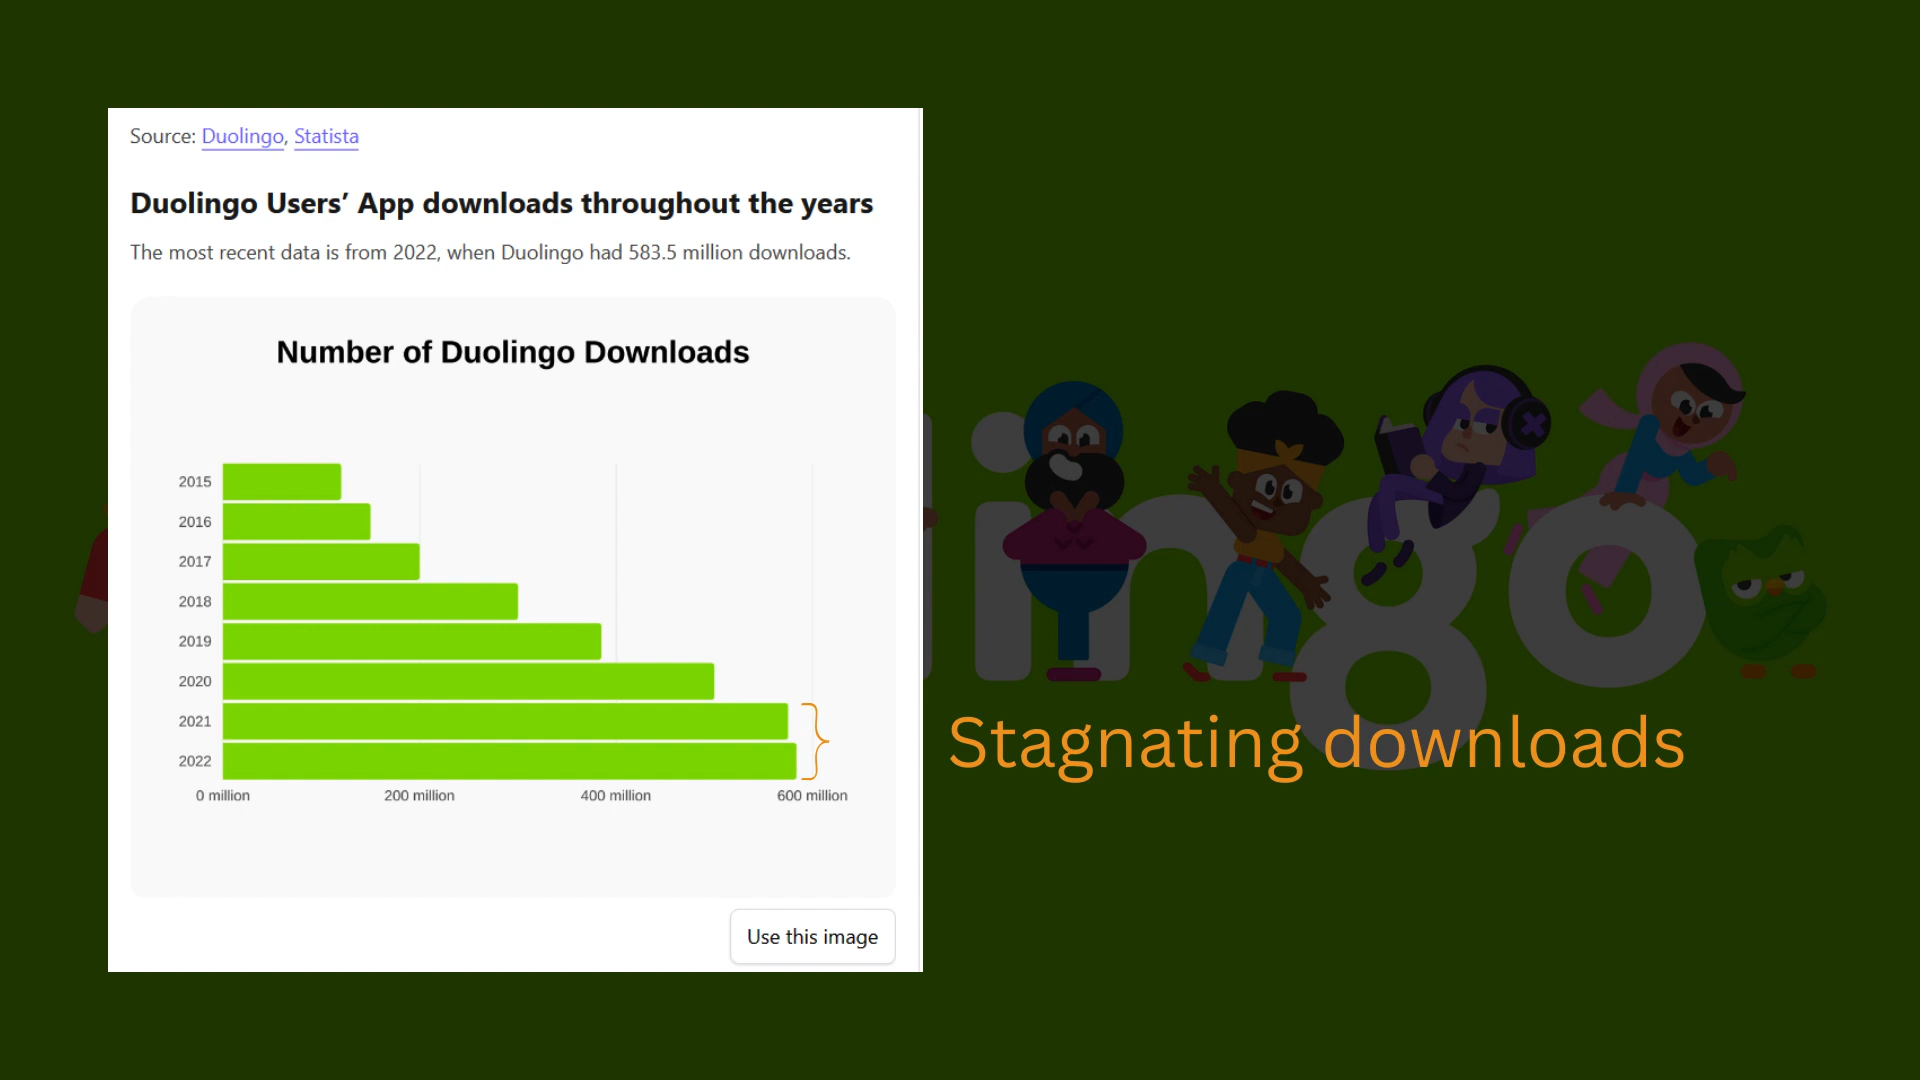 Source: Duolingo, Statista
Duolingo Users’ App downloads throughout the years
The most recent data is from 2022, when Duolingo had 583.5 million downloads.
Number of Duolingo Downloads
2015
2016
2017
2018
2019
2020
2021
2022
0 million
200 million
400 million
600 million
Use this image
ingo
Stagnating downloads